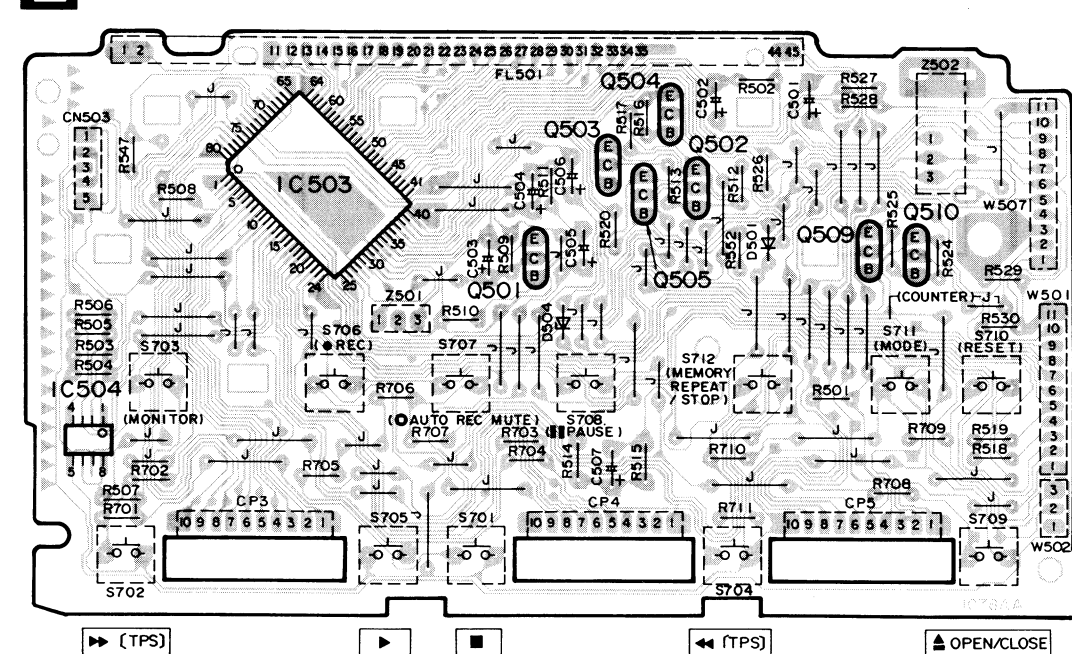 1 2 11 12 13 14 15 16 17 18 19 20 21 22 23 24 25 26 27 28 29 30 31 32 33 34 35 44 45
FL501
Z502
1
2
3
CN503
1
2
3
4
5
R547
R508
J
80 75 70 65 64 60 55 50 45 41
IC503
1 5 10 15 20 24 25 30 35 40
Q504
E C B
R517
R516
C502
R502
C501
R527
R528
Q503
E C B
Q502
E C B
R513
R512
R526
C504
R511
C506
R520
Q505
E C B
C503
R509
Q501
E C B
C505
R552
D501
Q509
E C B
R525
Q510
E C B
R524
W507
11
10
9
8
7
6
5
4
3
2
1
R529
R506
R505
R503
R504
S703
(MONITOR)
S706
(●REC)
Z501
1 2 3
R510
S707
R706
(O AUTO REC MUTE)
D504
S708
(PAUSE)
S712
(MEMORY
REPEAT
/STOP)
R501
(COUNTER)
S711
(MODE)
R530
S710
(RESET)
W501
11
10
9
8
7
6
5
4
3
2
1
IC504
4 1
5 8
R702
R705
R707
R703
R704
R514
C507
R515
R710
R709
R519
R518
R708
R507
R701
CP3
10 9 8 7 6 5 4 3 2 1
S702
S705
S701
CP4
10 9 8 7 6 5 4 3 2 1
R711
S704
CP5
10 9 8 7 6 5 4 3 2 1
S709
3
2
1
W502
1078AA
▶▶ (TPS)
▶
■
◀◀ (TPS)
≜ OPEN/CLOSE